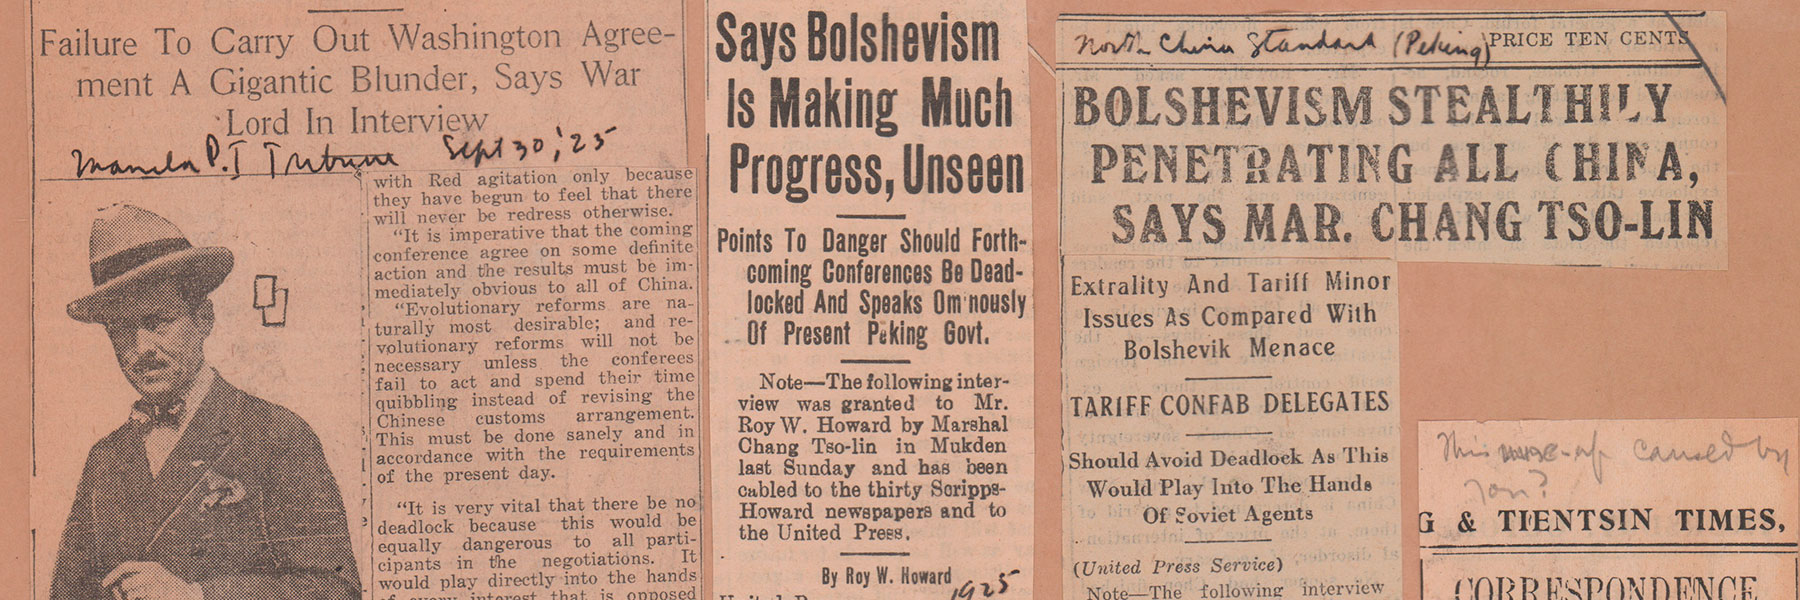 Failure To Carry Out Washington Agree-
ment A Gigantic Blunder, Says War
Lord In Interview
Manila P.I Tribune Sept 30, '25
with Red agitation only because
they have begun to feel that there
will never be redress otherwise.
"It is imperative that the coming
conference agree on some definite
action and the results must be im-
mediately obvious to all of China.
"Evolutionary reforms are na-
turally most desirable; and re-
volutionary reforms will not be
necessary unless the conferees
fail to act and spend their time
quibbling instead of revising the
Chinese customs arrangement.
This must be done sanely and in
accordance with the requirements
of the present day.
"It is very vital that there be no
deadlock because this would be
equally dangerous to all parti-
cipants in the negotiations. It
would play directly into the hands
of every interest that is opposed
Says Bolshevism
Is Making Much
Progress, Unseen
Points To Danger Should Forth-
coming Conferences Be Dead-
locked And Speaks Om nously
Of Present Peking Govt.
Note—The following inter-
view was granted to Mr.
Roy W. Howard by Marshal
Chang Tso-lin in Mukden
last Sunday and has been
cabled to the thirty Scripps-
Howard newspapers and to
the United Press.
By Roy W. Howard
1925
North China Standard (Peking) PRICE TEN CENTS
BOLSHEVISM STEALTHILY
PENETRATING ALL CHINA,
SAYS MAR. CHANG TSO-LIN
Extrality And Tariff Minor
Issues As Compared With
Bolshevik Menace
TARIFF CONFAB DELEGATES
Should Avoid Deadlock As This
Would Play Into The Hands
Of Soviet Agents
(United Press Service)
Note—The following interview
This caused by
you?
G & TIENTSIN TIMES,
CORRESPONDENCE